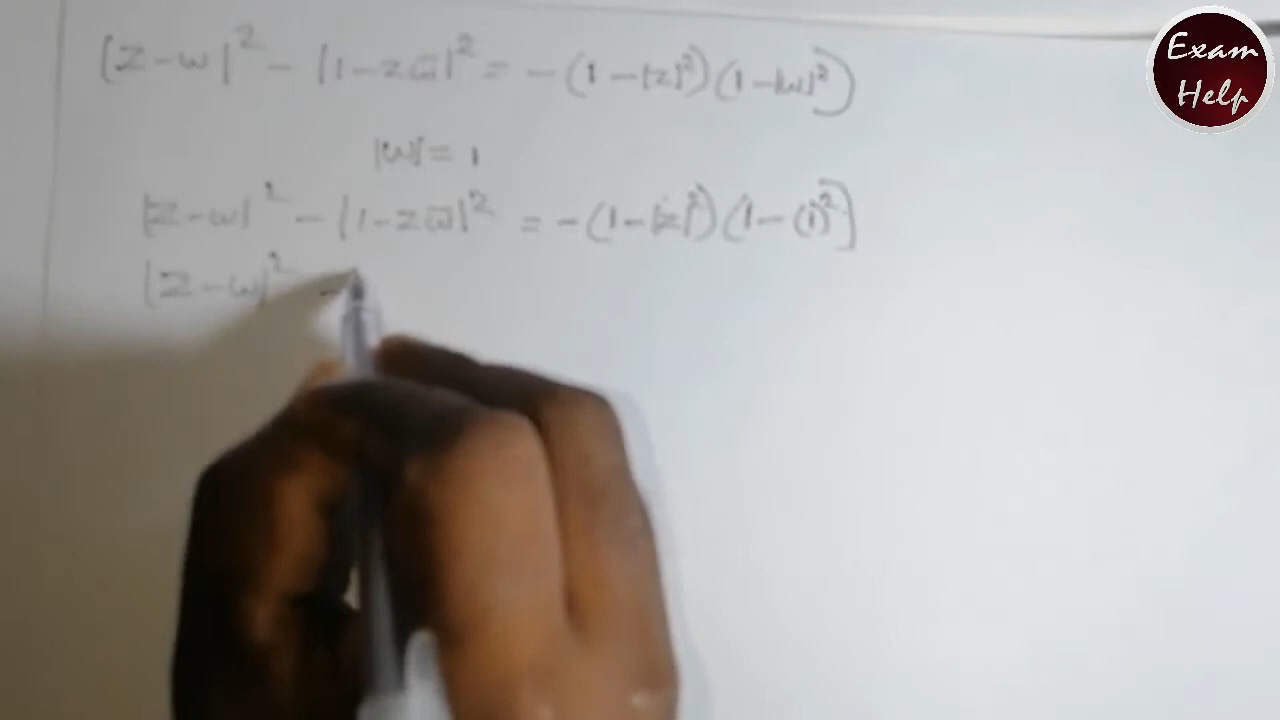 |z-w|² - |1-zw̅|² = -(1-|z|²)(1-|w|²)
|w| = 1
|z-w|² - |1-zw̅|² = -(1-|z|²)(1-(1)²)
|z-w|² -
Exam
Help